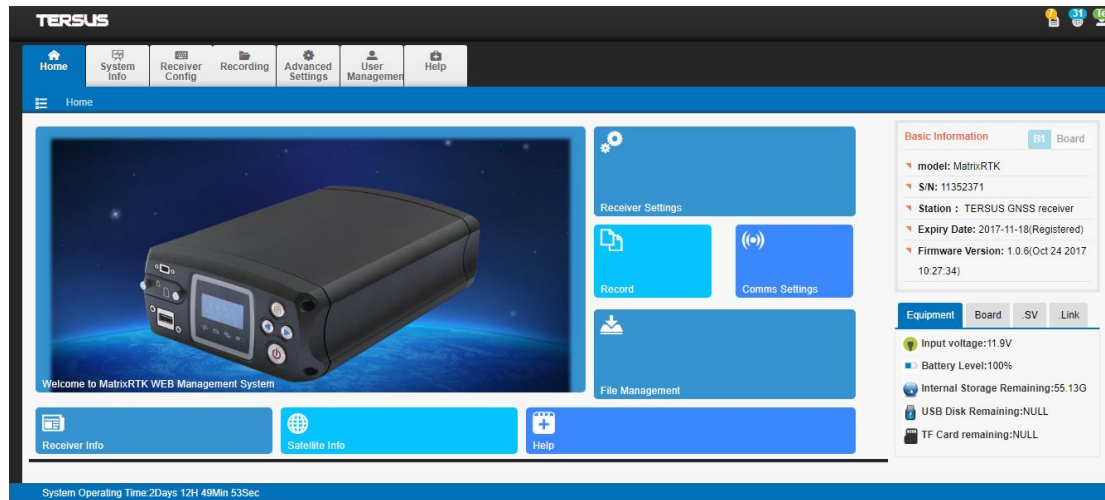 TERSUS
7
31
Home
System
Info
Receiver
Config
Recording
Advanced
Settings
User
Managemen
Help
Home
Welcome to MatrixRTK WEB Management System
Receiver Settings
Record
Comms Settings
File Management
Receiver Info
Satellite Info
Help
Basic Information
B1 Board
model: MatrixRTK
S/N: 11352371
Station : TERSUS GNSS receiver
Expiry Date: 2017-11-18(Registered)
Firmware Version: 1.0.6(Oct 24 2017
10:27:34)
Equipment Board .SV .Link
Input voltage:11.9V
Battery Level:100%
Internal Storage Remaining:55.13G
USB Disk Remaining:NULL
TF Card remaining:NULL
System Operating Time:2Days 12H 49Min 53Sec